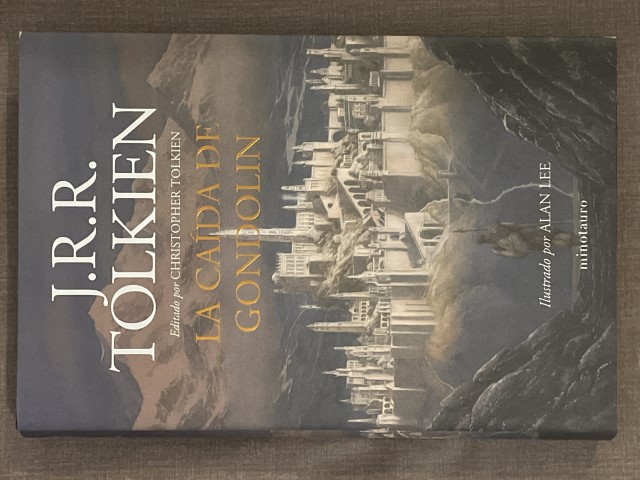 J.R.R.
TOLKIEN
Editado por CHRISTOPHER TOLKIEN
LA CAÍDA DE
GONDOLIN
Ilustrado por ALAN LEE
minotauro